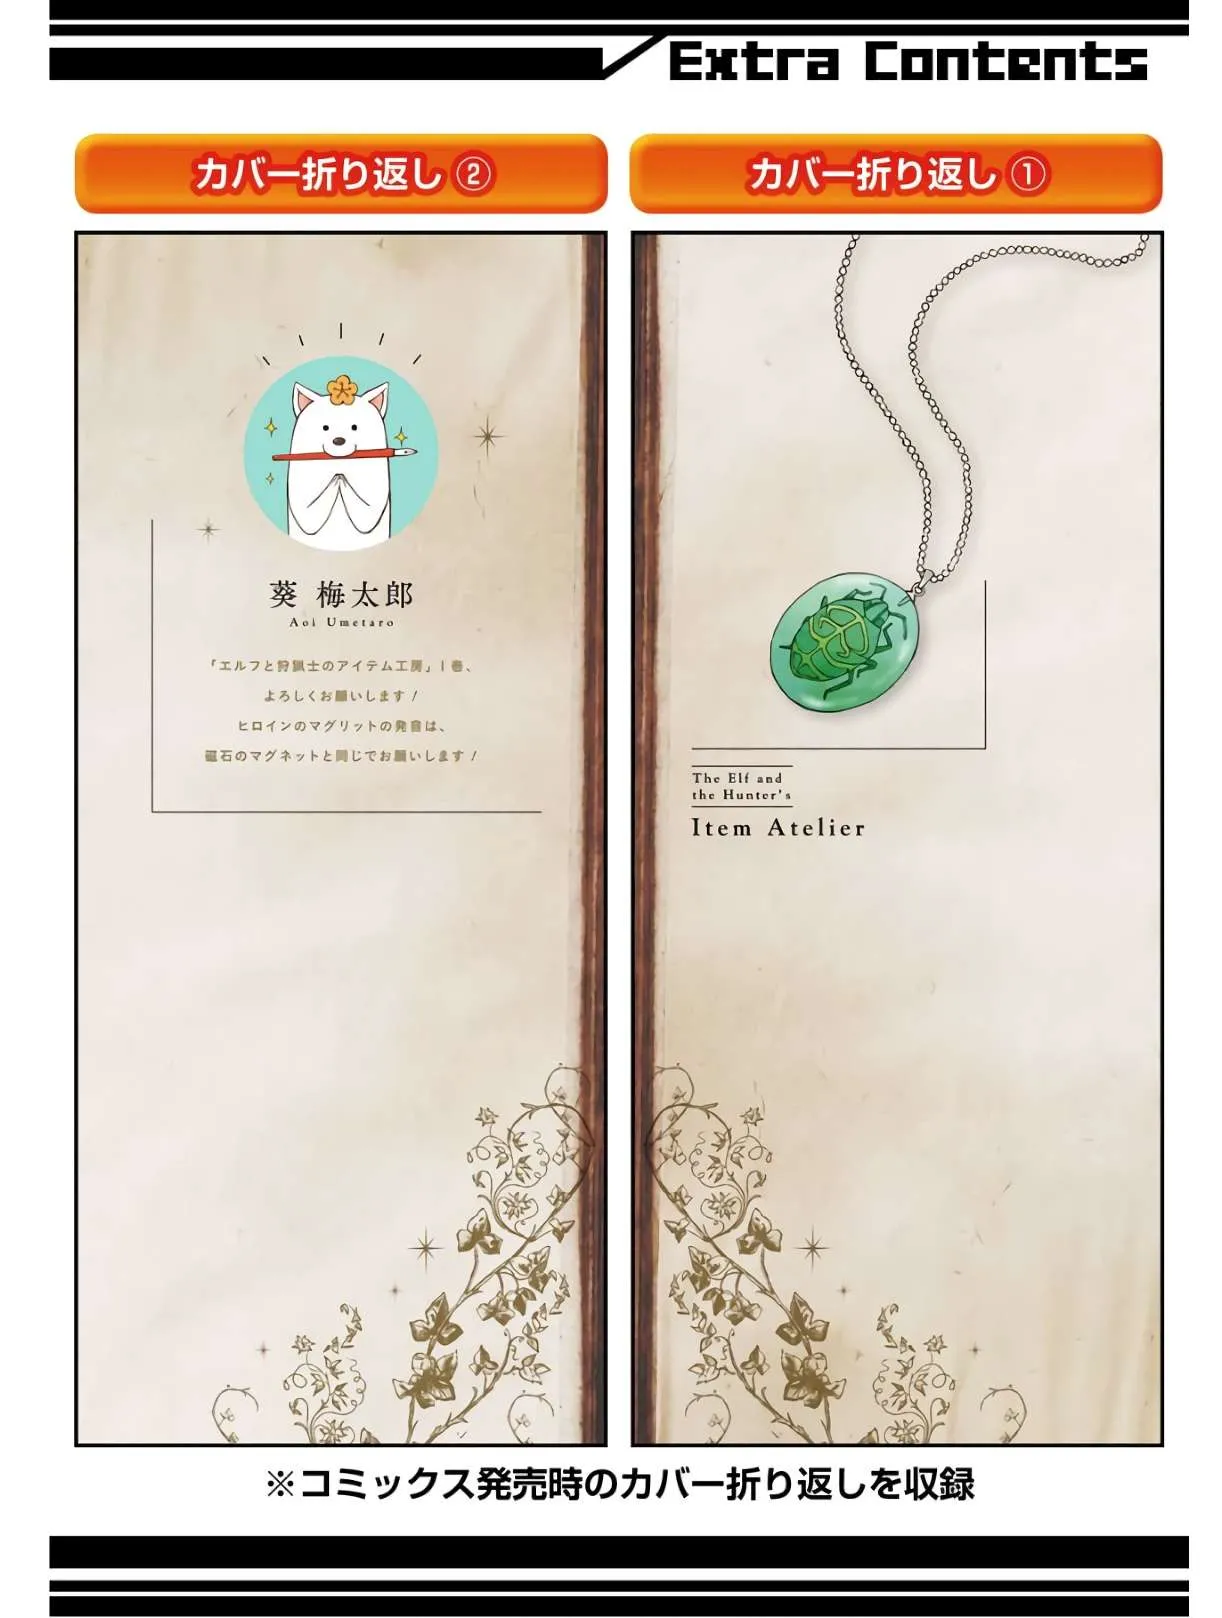 Extra Contents
カバー折り返し①
The Elf and
the Hunter's
Item Atelier
カバー折り返し②
葵 梅太郎
Aoi Umetaro
「エルフと狩猟士のアイテム工房」1巻、
よろしくお願いします!
ヒロインのマグリットの発音は、
磁石のマグネットと同じでお願いします!
※コミックス発売時のカバー折り返しを収録